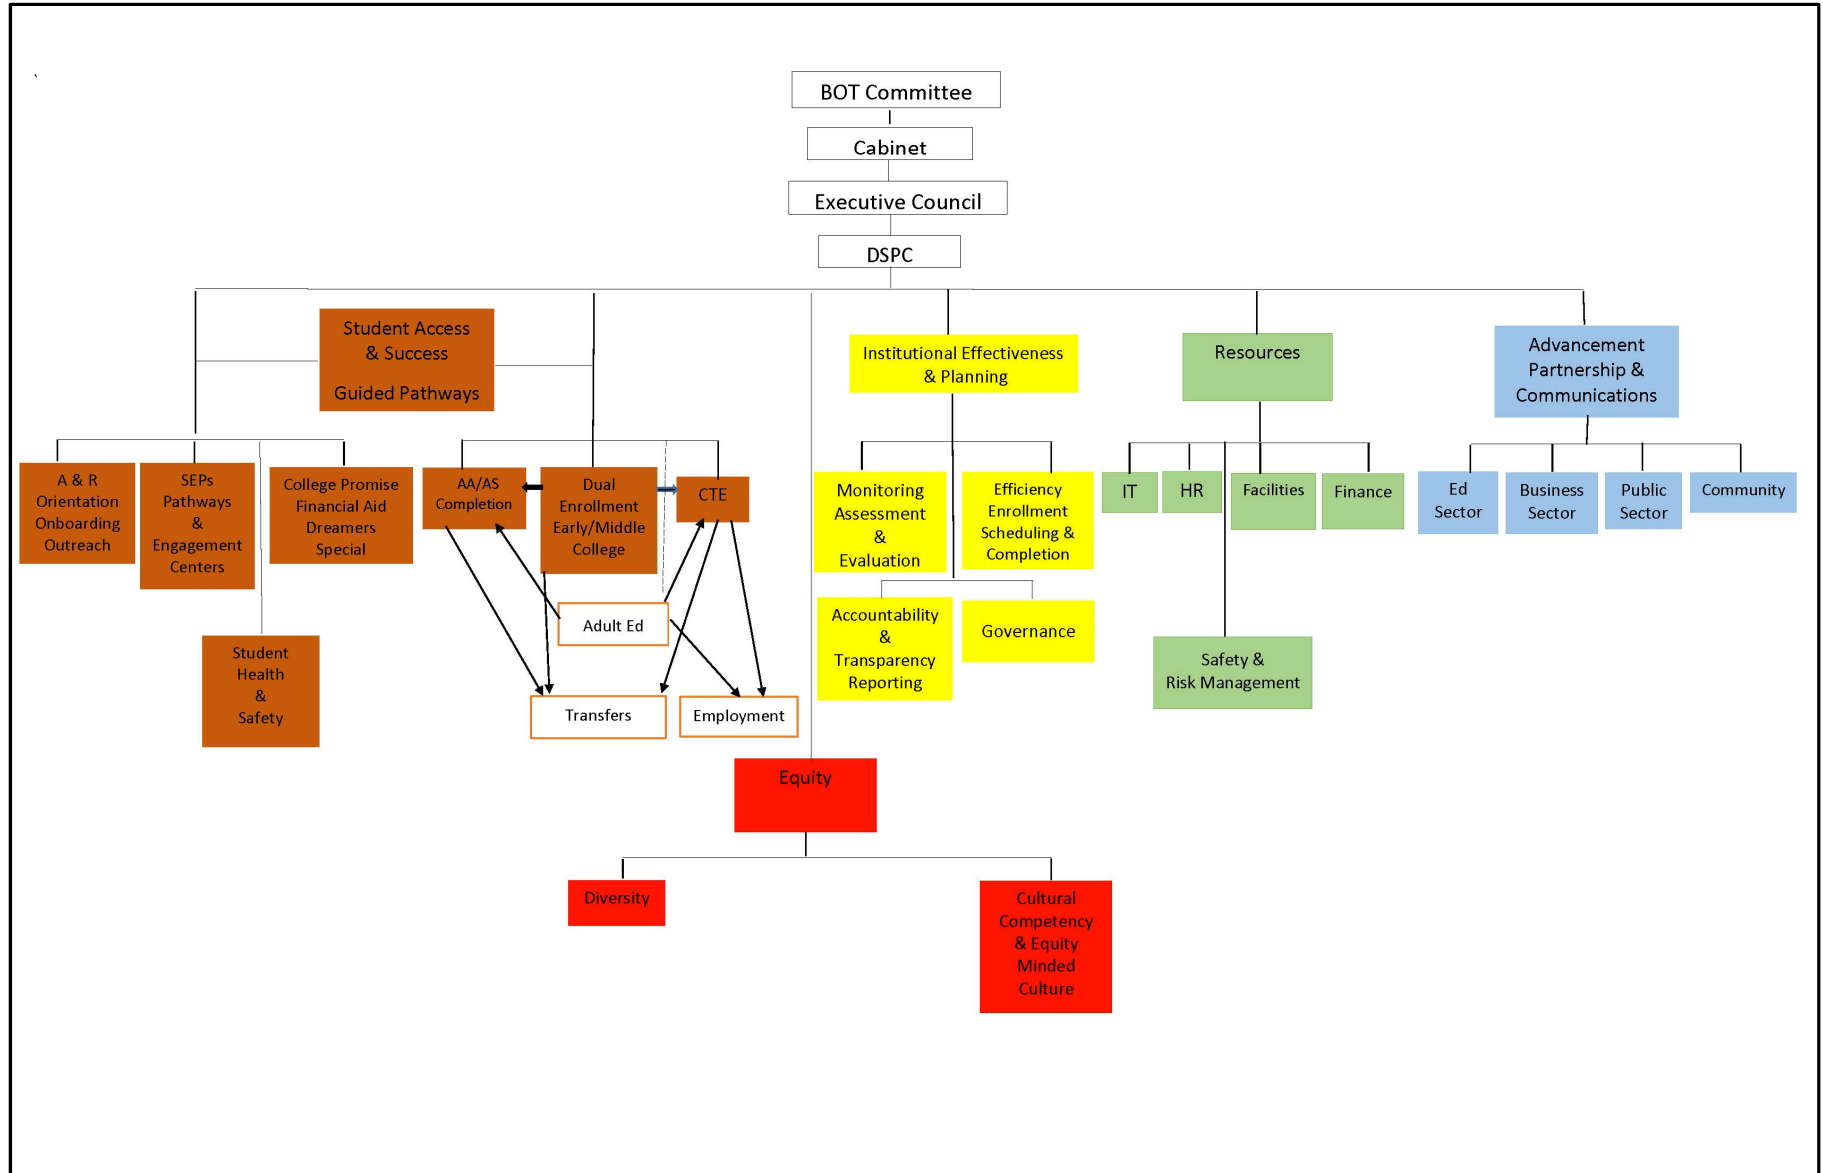 BOT Committee
Cabinet
Executive Council
DSPC
Student Access
& Success
Guided Pathways
Institutional Effectiveness
& Planning
Resources
Advancement
Partnership &
Communications
A & R
Orientation
Onboarding
Outreach
SEPs
Pathways
&
Engagement
Centers
College Promise
Financial Aid
Dreamers
Special
AA/AS
Completion
Dual
Enrollment
Early/Middle
College
CTE
Monitoring
Assessment
&
Evaluation
Efficiency
Enrollment
Scheduling &
Completion
IT
HR
Facilities
Finance
Ed
Sector
Business
Sector
Public
Sector
Community
Adult Ed
Accountability
&
Transparency
Reporting
Governance
Student
Health
&
Safety
Safety &
Risk Management
Transfers
Employment
Equity
Diversity
Cultural
Competency
& Equity
Minded
Culture